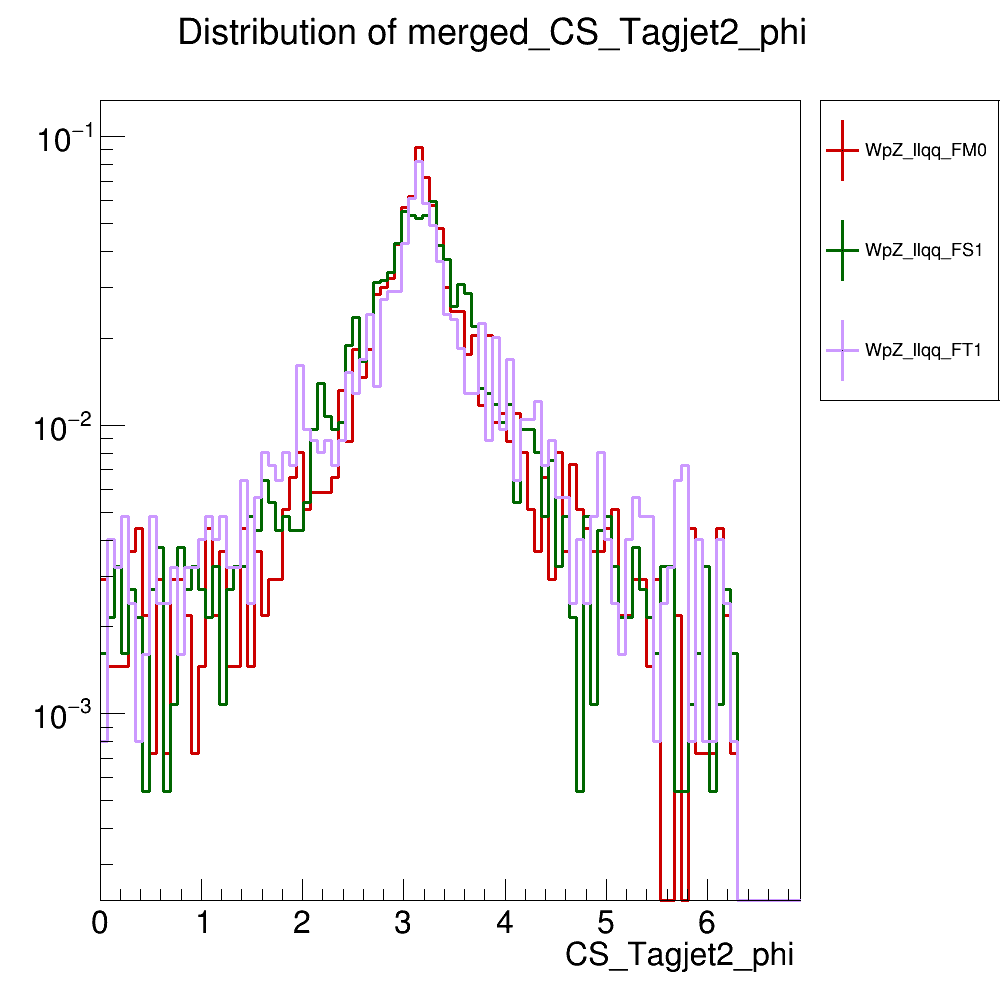 Distribution of merged_CS_Tagjet2_phi
10⁻¹
10⁻²
10⁻³
0 1 2 3 4 5 6
CS_Tagjet2_phi
WpZ_llqq_FM0
WpZ_llqq_FS1
WpZ_llqq_FT1